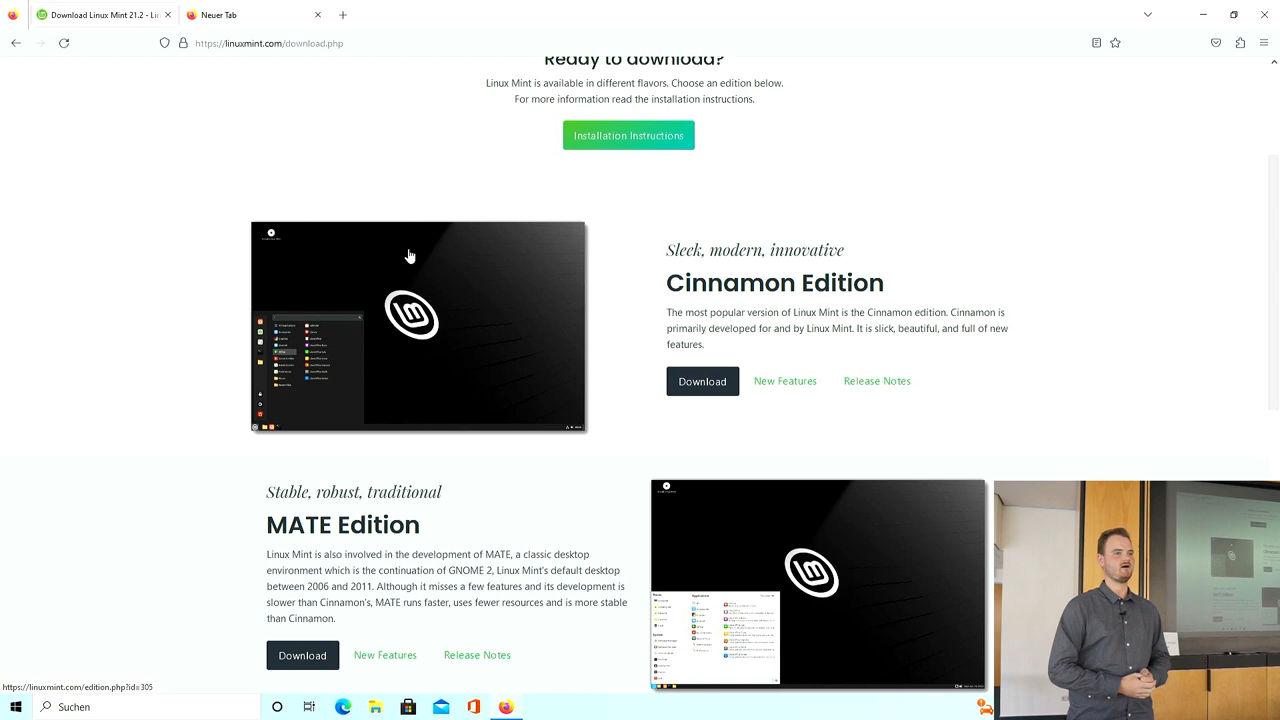 Download Linux Mint 21.2 - Lin
Neuer Tab
https://linuxmint.com/download.php
Ready to download?
Linux Mint is available in different flavors. Choose an edition below.
For more information read the installation instructions.
Installation Instructions
Sleek, modern, innovative
Cinnamon Edition
The most popular version of Linux Mint is the Cinnamon edition. Cinnamon is
primarily developed for and by Linux Mint. It is slick, beautiful, and full of new
features.
Download New Features Release Notes
Stable, robust, traditional
MATE Edition
Linux Mint is also involved in the development of MATE, a classic desktop
environment which is the continuation of GNOME 2, Linux Mint's default desktop
between 2006 and 2011. Although it misses a few features and its development is
slower than Cinnamon's, MATE runs faster, uses fewer resources and is more stable
than Cinnamon.
Download New Features Release Notes
https://linuxmint.com/edition.php?id=305
Suchen